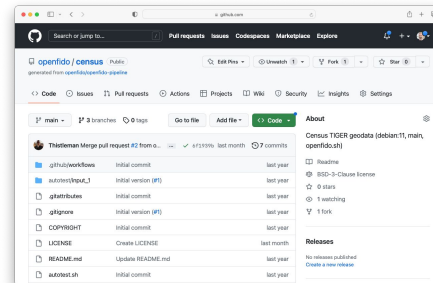 github.com
Search or jump to... / Pull requests Issues Codespaces Marketplace Explore
openfido / census Public Edit Pins Unwatch 1 Fork 1 Star 0
generated from openfido/openfido-pipeline
Code Issues Pull requests Actions Projects Wiki Security Insights Settings
main 3 branches 0 tags Go to file Add file Code About
Census TIGER geodata (debian:11, main, openfido.sh)
Thistleman Merge pull request #2 from o... ... last month 7 commits
.github/workflows Initial commit last year Readme
autotest/input_1 Initial version (#1) last year BSD-3-Clause license
.gitattributes Initial commit last year 0 stars
.gitignore Initial version (#1) last year 1 watching
COPYRIGHT Initial commit last year 1 fork
LICENSE Create LICENSE last month Releases
README.md Update README.md last month No releases published
autotest.sh Initial commit last year Create a new release